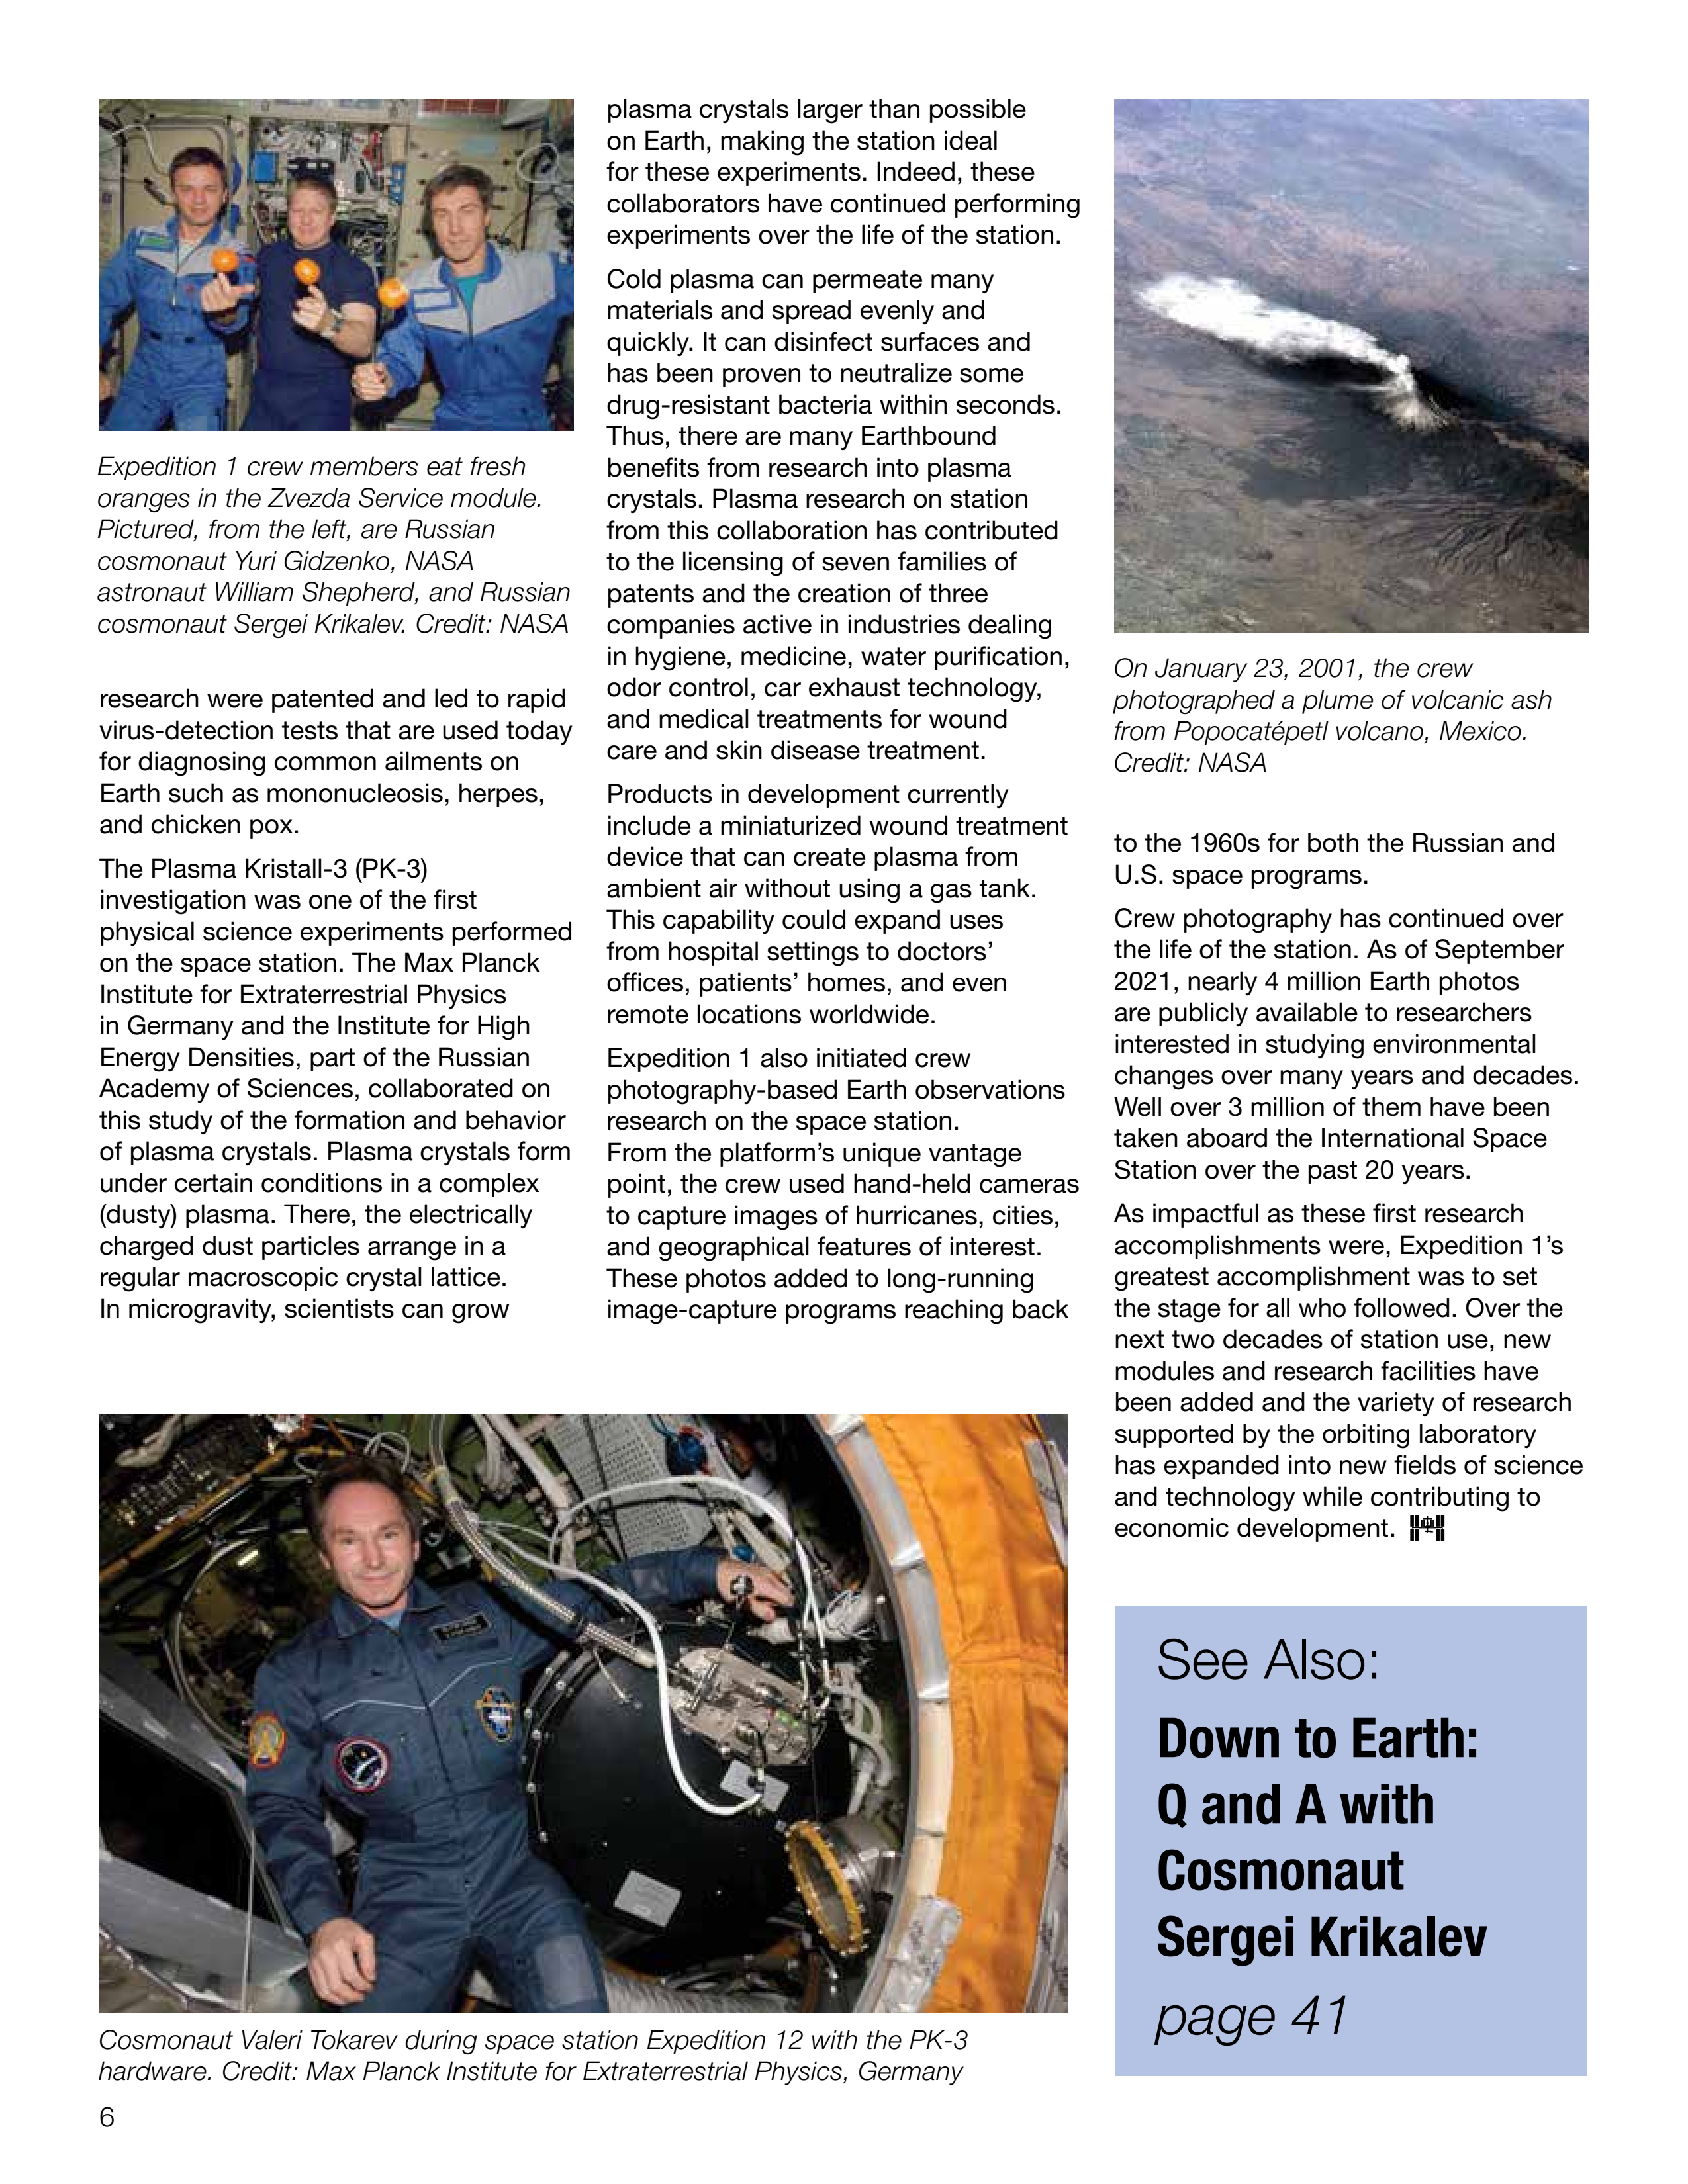 Expedition 1 crew members eat fresh
oranges in the Zvezda Service module.
Pictured, from the left, are Russian
cosmonaut Yuri Gidzenko, NASA
astronaut William Shepherd, and Russian
cosmonaut Sergei Krikalev. Credit: NASA
research were patented and led to rapid
virus-detection tests that are used today
for diagnosing common ailments on
Earth such as mononucleosis, herpes,
and chicken pox.
The Plasma Kristall-3 (PK-3)
investigation was one of the first
physical science experiments performed
on the space station. The Max Planck
Institute for Extraterrestrial Physics
in Germany and the Institute for High
Energy Densities, part of the Russian
Academy of Sciences, collaborated on
this study of the formation and behavior
of plasma crystals. Plasma crystals form
under certain conditions in a complex
(dusty) plasma. There, the electrically
charged dust particles arrange in a
regular macroscopic crystal lattice.
In microgravity, scientists can grow
plasma crystals larger than possible
on Earth, making the station ideal
for these experiments. Indeed, these
collaborators have continued performing
experiments over the life of the station.
Cold plasma can permeate many
materials and spread evenly and
quickly. It can disinfect surfaces and
has been proven to neutralize some
drug-resistant bacteria within seconds.
Thus, there are many Earthbound
benefits from research into plasma
crystals. Plasma research on station
from this collaboration has contributed
to the licensing of seven families of
patents and the creation of three
companies active in industries dealing
in hygiene, medicine, water purification,
odor control, car exhaust technology,
and medical treatments for wound
care and skin disease treatment.
Products in development currently
include a miniaturized wound treatment
device that can create plasma from
ambient air without using a gas tank.
This capability could expand uses
from hospital settings to doctors’
offices, patients’ homes, and even
remote locations worldwide.
Expedition 1 also initiated crew
photography-based Earth observations
research on the space station.
From the platform’s unique vantage
point, the crew used hand-held cameras
to capture images of hurricanes, cities,
and geographical features of interest.
These photos added to long-running
image-capture programs reaching back
On January 23, 2001, the crew
photographed a plume of volcanic ash
from Popocatépetl volcano, Mexico.
Credit: NASA
to the 1960s for both the Russian and
U.S. space programs.
Crew photography has continued over
the life of the station. As of September
2021, nearly 4 million Earth photos
are publicly available to researchers
interested in studying environmental
changes over many years and decades.
Well over 3 million of them have been
taken aboard the International Space
Station over the past 20 years.
As impactful as these first research
accomplishments were, Expedition 1’s
greatest accomplishment was to set
the stage for all who followed. Over the
next two decades of station use, new
modules and research facilities have
been added and the variety of research
supported by the orbiting laboratory
has expanded into new fields of science
and technology while contributing to
economic development.
Cosmonaut Valeri Tokarev during space station Expedition 12 with the PK-3
hardware. Credit: Max Planck Institute for Extraterrestrial Physics, Germany
See Also:
Down to Earth:
Q and A with
Cosmonaut
Sergei Krikalev
page 41
6